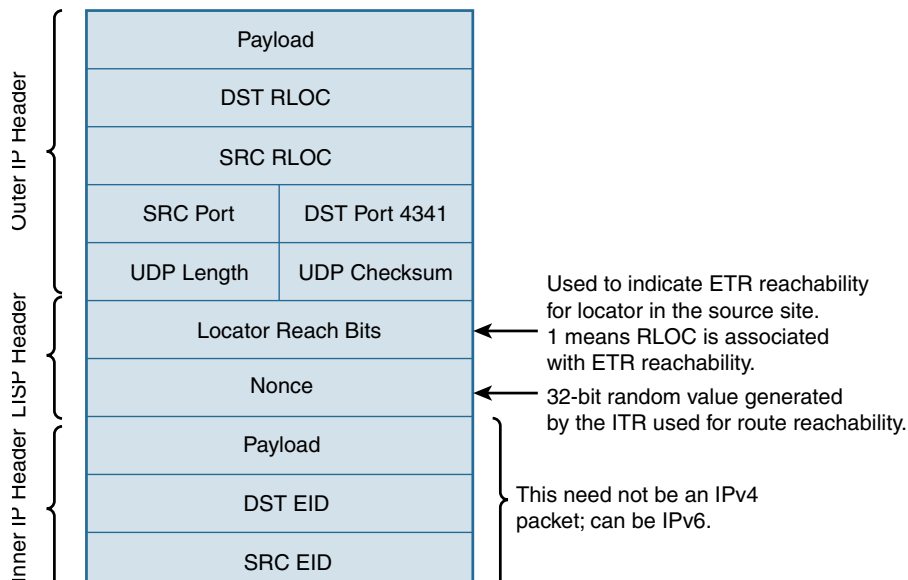 Outer IP Header
Payload
DST RLOC
SRC RLOC
SRC Port
DST Port 4341
UDP Length
UDP Checksum
LISP Header
Locator Reach Bits
Used to indicate ETR reachability
for locator in the source site.
1 means RLOC is associated
with ETR reachability.
Nonce
32-bit random value generated
by the ITR used for route reachability.
Inner IP Header
Payload
DST EID
SRC EID
This need not be an IPv4
packet; can be IPv6.